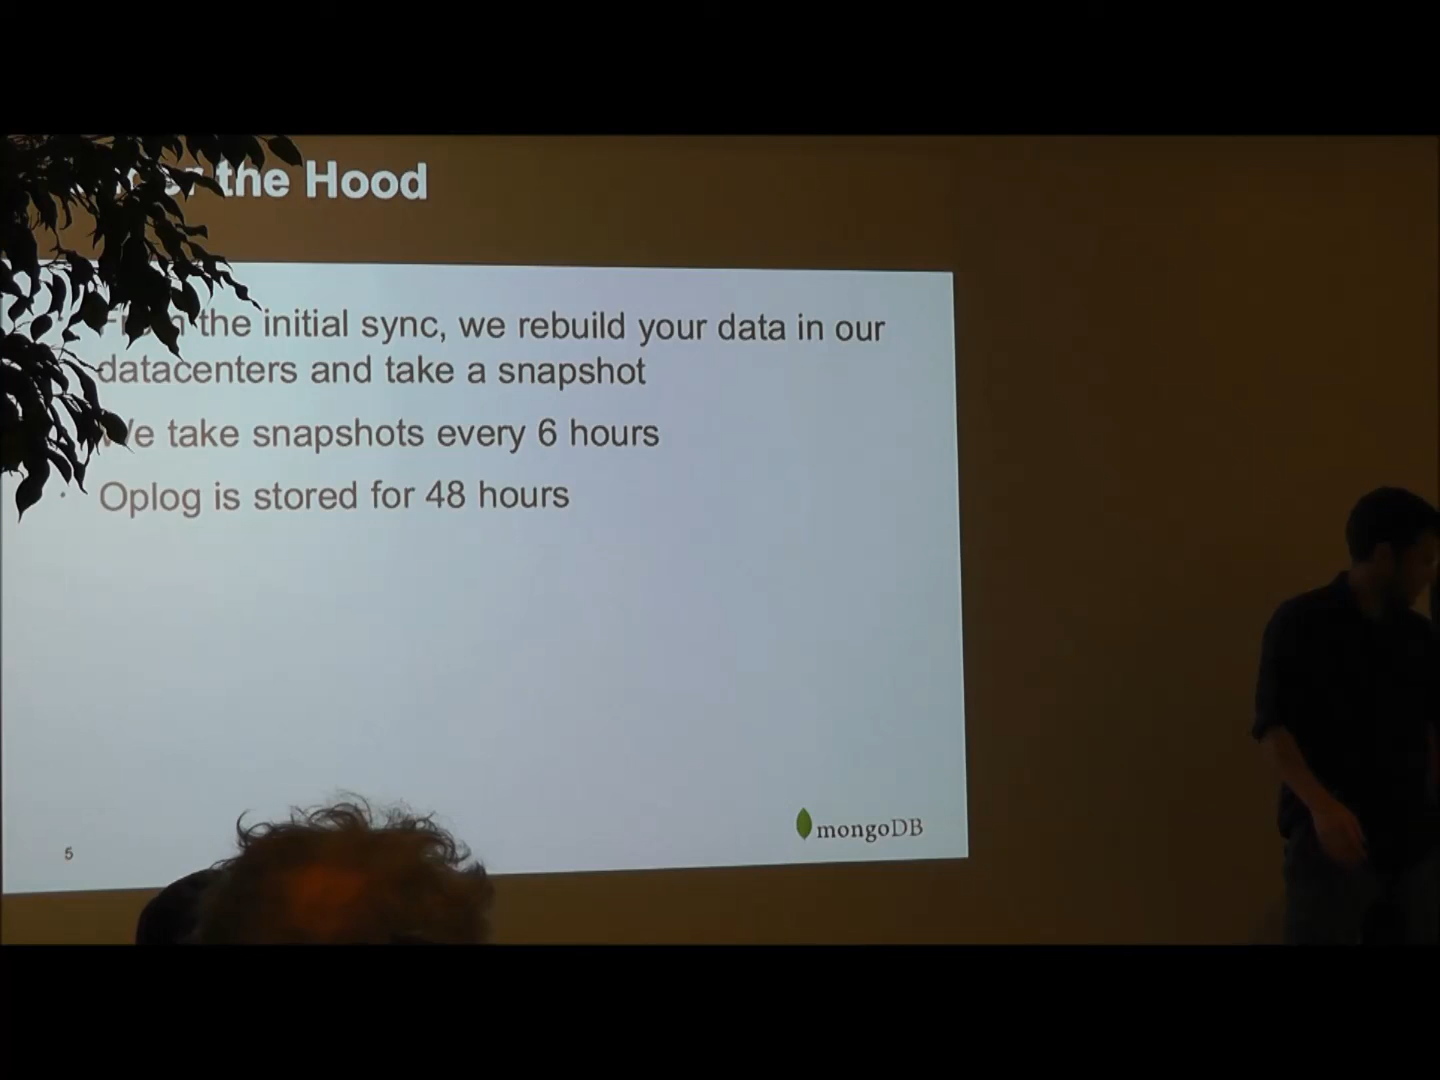 the Hood
the initial sync, we rebuild your data in our
datacenters and take a snapshot
We take snapshots every 6 hours
· Oplog is stored for 48 hours
5
mongoDB